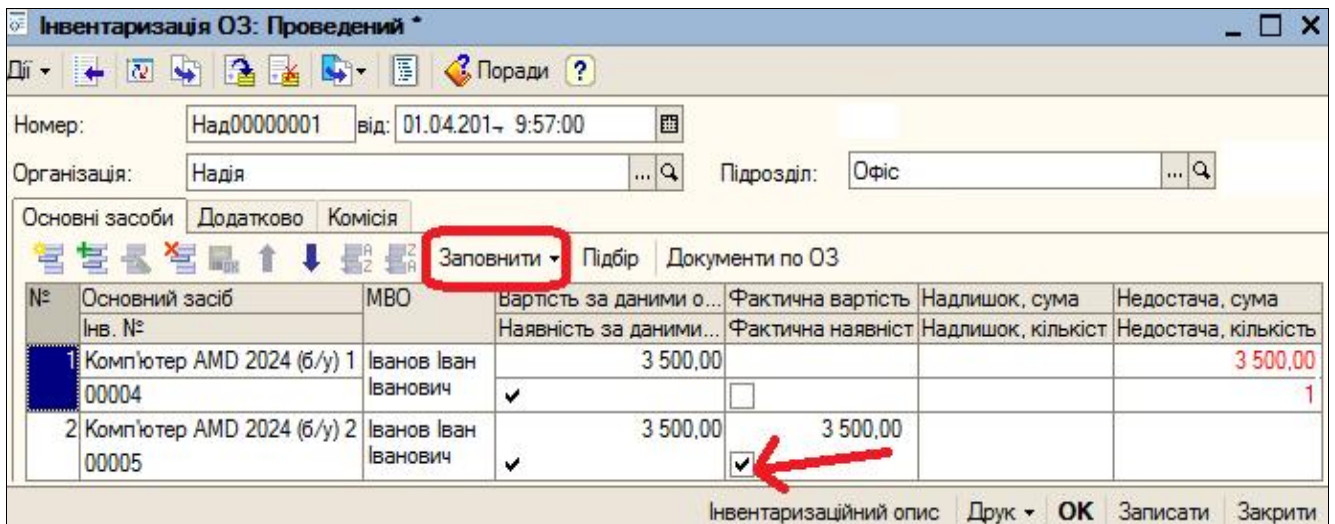 Інвентаризація ОЗ: Проведений *
Дії Поради ?
Номер: Над00000001 від: 01.04.201 9:57:00
Організація: Надія ... Підрозділ: Офіс ...
Основні засоби Додатково Комісія
Заповнити Підбір Документи по ОЗ
№ Основний засіб МВО Вартість за даними о... Фактична вартість Надлишок, сума Недостача, сума
Інв. № Наявність за даними... Фактична наявніст Надлишок, кількіст Недостача, кількість
1 Комп'ютер AMD 2024 (б/у) 1 Іванов Іван 3 500,00 3 500,00
00004 Іванович 1
2 Комп'ютер AMD 2024 (б/у) 2 Іванов Іван 3 500,00 3 500,00
00005 Іванович
Інвентаризаційний опис Друк OK Записати Закрити